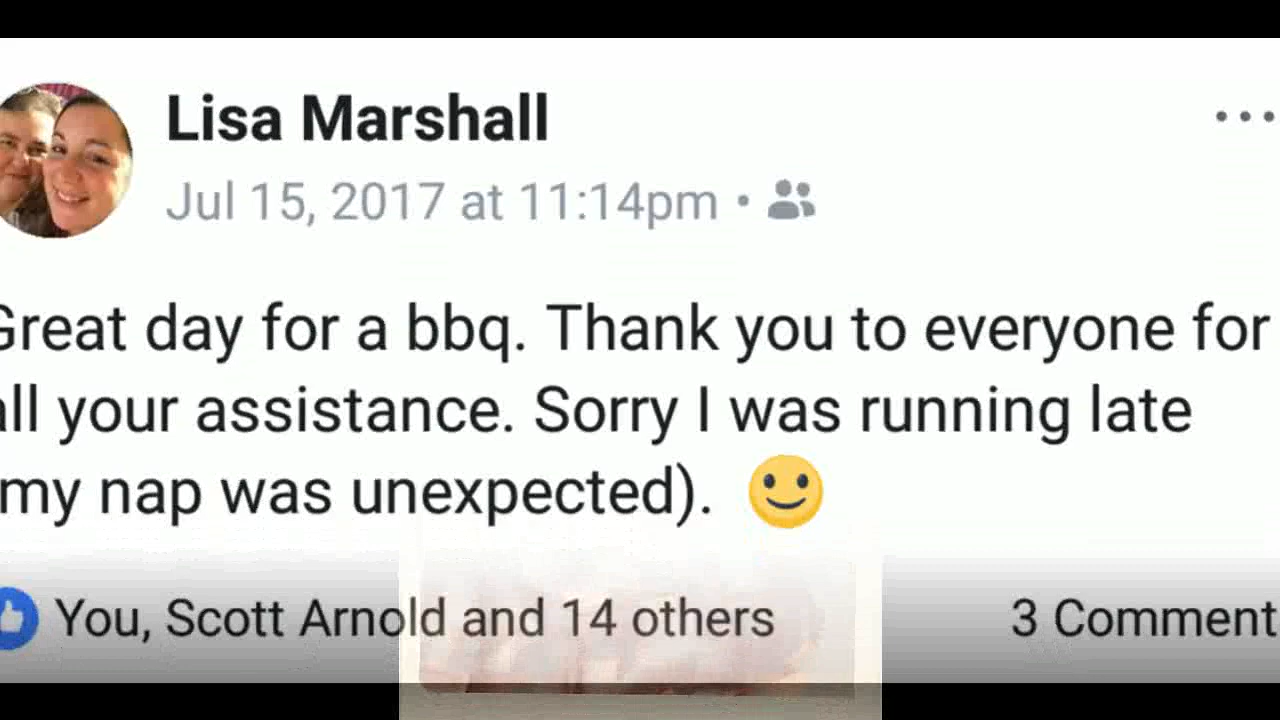 Lisa Marshall
Jul 15, 2017 at 11:14pm •
Great day for a bbq. Thank you to everyone for
all your assistance. Sorry I was running late
my nap was unexpected). 🙂
You, Scott Arnold and 14 others
3 Comment